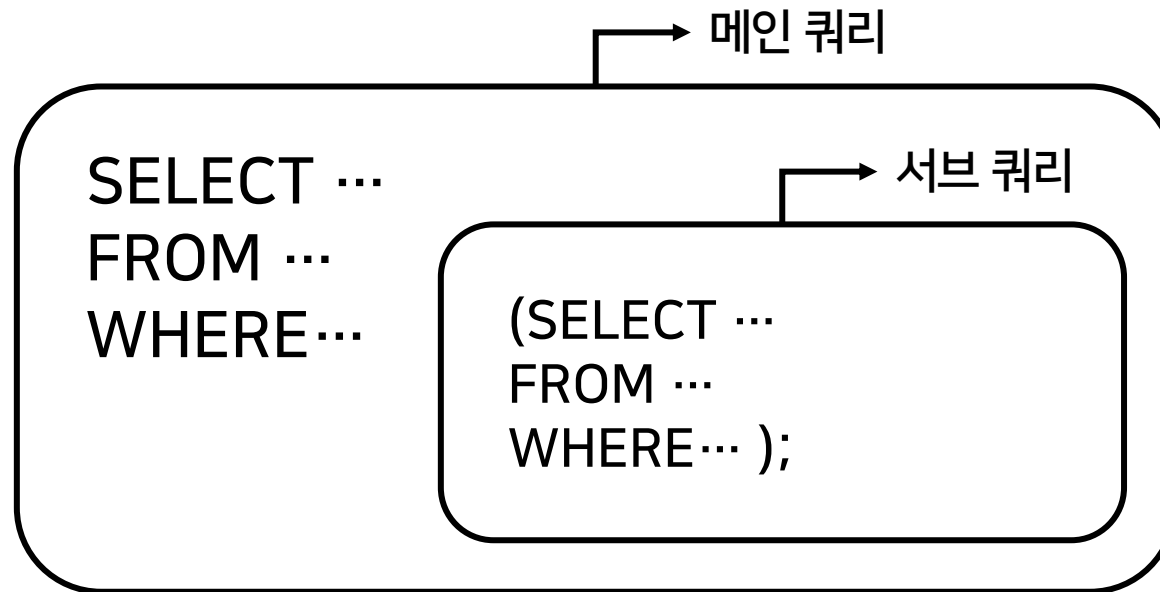 메인 쿼리
서브 쿼리
SELECT ⋯
FROM ⋯
WHERE⋯
(SELECT ⋯
FROM ⋯
WHERE⋯ );